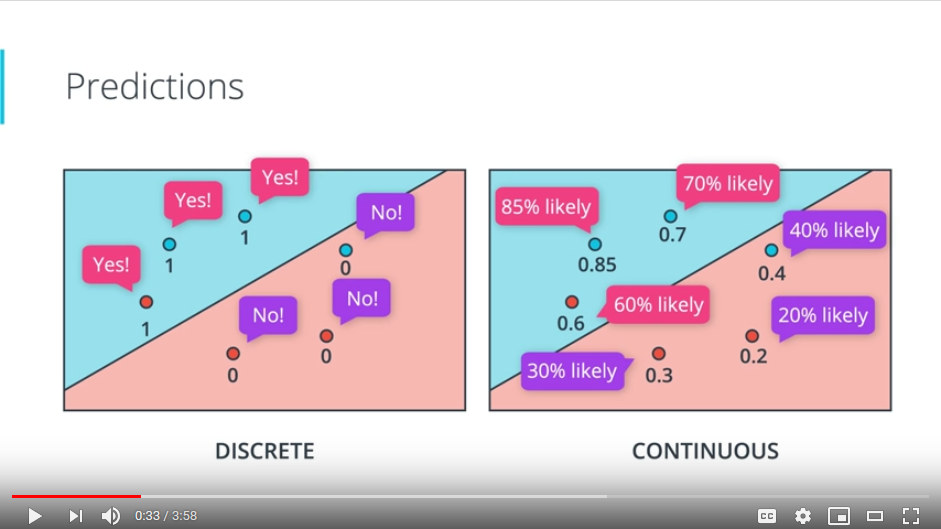 Predictions
Yes!
Yes!
No!
1
1
Yes!
0
1
No!
No!
0
0
DISCRETE
70% likely
85% likely
40% likely
0.7
0.85
0.4
60% likely
0.6
20% likely
0.2
30% likely
0.3
CONTINUOUS
0:33 / 3:58
CC